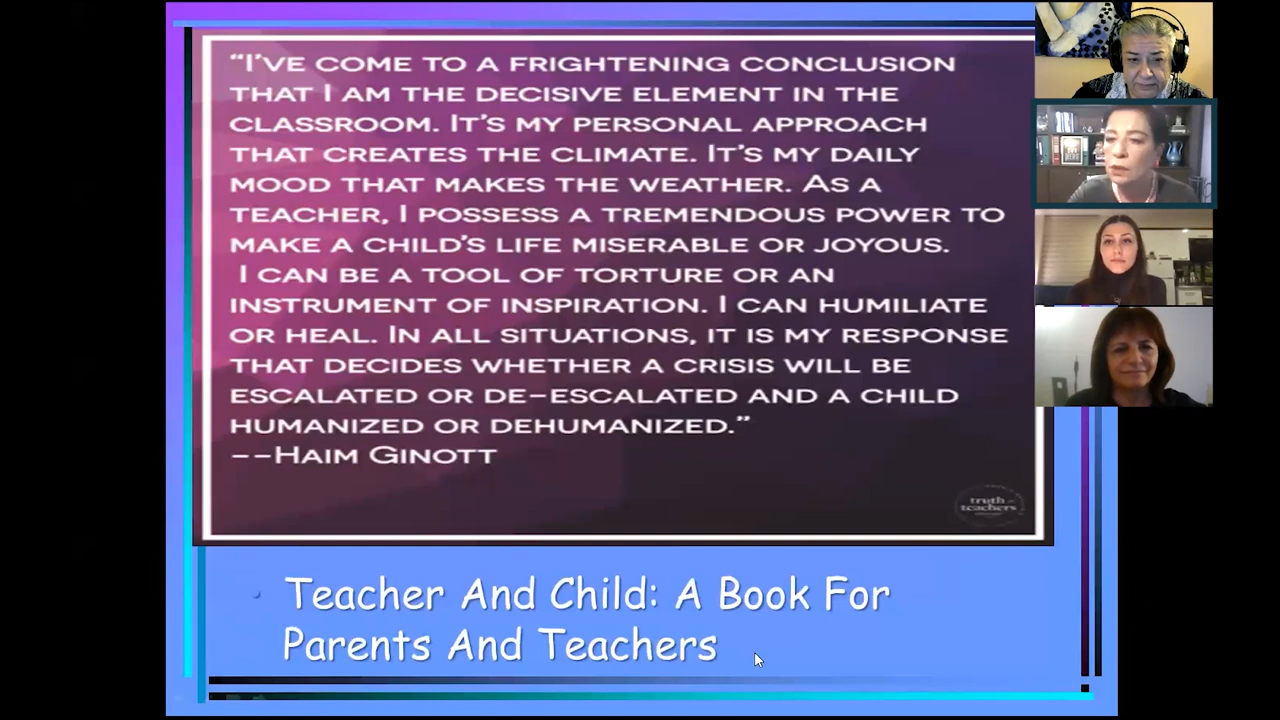 “I’VE COME TO A FRIGHTENING CONCLUSION
THAT I AM THE DECISIVE ELEMENT IN THE
CLASSROOM. IT’S MY PERSONAL APPROACH
THAT CREATES THE CLIMATE. IT’S MY DAILY
MOOD THAT MAKES THE WEATHER. AS A
TEACHER, I POSSESS A TREMENDOUS POWER TO
MAKE A CHILD’S LIFE MISERABLE OR JOYOUS.
I CAN BE A TOOL OF TORTURE OR AN
INSTRUMENT OF INSPIRATION. I CAN HUMILIATE
OR HEAL. IN ALL SITUATIONS, IT IS MY RESPONSE
THAT DECIDES WHETHER A CRISIS WILL BE
ESCALATED OR DE-ESCALATED AND A CHILD
HUMANIZED OR DEHUMANIZED.”
--HAIM GINOTT
truth
teachers
Teacher And Child: A Book For
Parents And Teachers